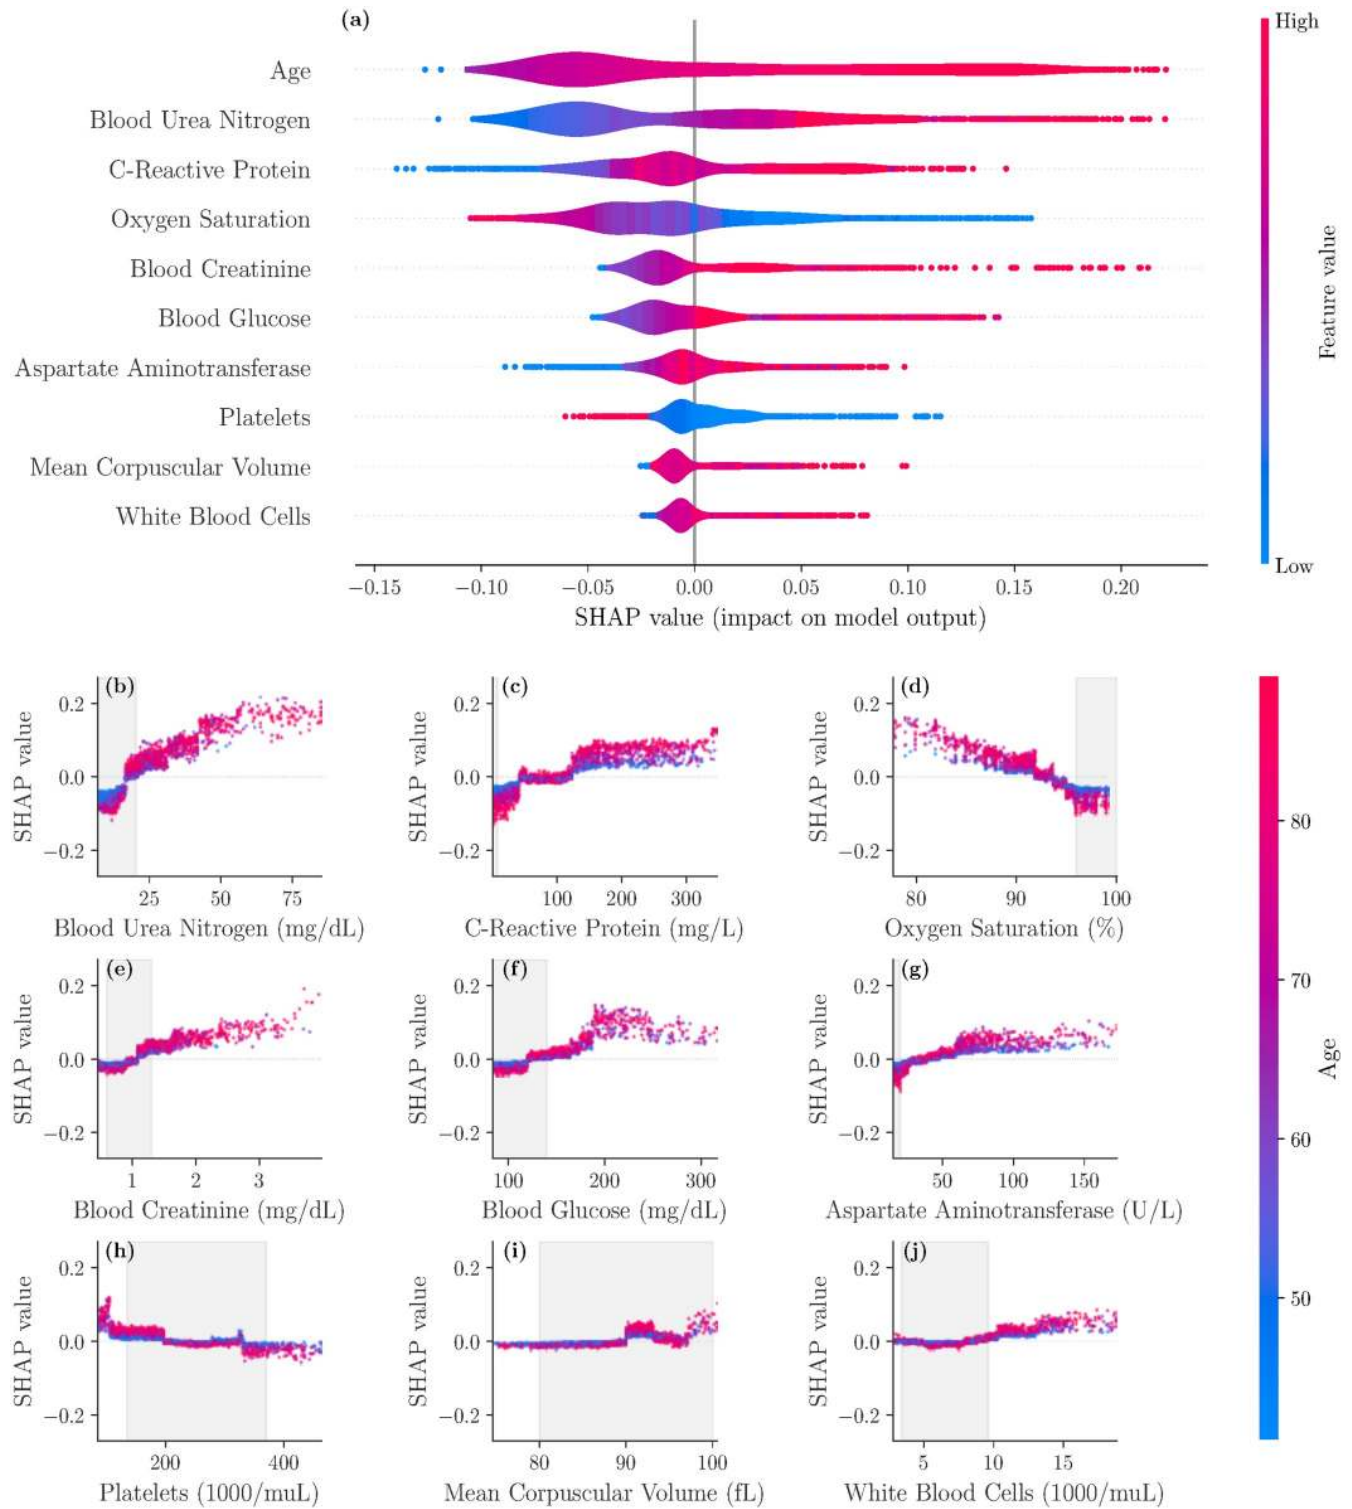 (a)
High
Age
Blood Urea Nitrogen
C-Reactive Protein
Oxygen Saturation
Blood Creatinine
Blood Glucose
Aspartate Aminotransferase
Platelets
Mean Corpuscular Volume
White Blood Cells
Feature value
Low
−0.15 −0.10 −0.05 0.00 0.05 0.10 0.15 0.20
SHAP value (impact on model output)
(b)
SHAP value
0.2
0.0
−0.2
25 50 75
Blood Urea Nitrogen (mg/dL)
(c)
SHAP value
0.2
0.0
−0.2
100 200 300
C-Reactive Protein (mg/L)
(d)
SHAP value
0.2
0.0
−0.2
80 90 100
Oxygen Saturation (%)
(e)
SHAP value
0.2
0.0
−0.2
1 2 3
Blood Creatinine (mg/dL)
(f)
SHAP value
0.2
0.0
−0.2
100 200 300
Blood Glucose (mg/dL)
(g)
SHAP value
0.2
0.0
−0.2
50 100 150
Aspartate Aminotransferase (U/L)
(h)
SHAP value
0.2
0.0
−0.2
200 400
Platelets (1000/muL)
(i)
SHAP value
0.2
0.0
−0.2
80 90 100
Mean Corpuscular Volume (fL)
(j)
SHAP value
0.2
0.0
−0.2
5 10 15
White Blood Cells (1000/muL)
80
70
60
50
Age